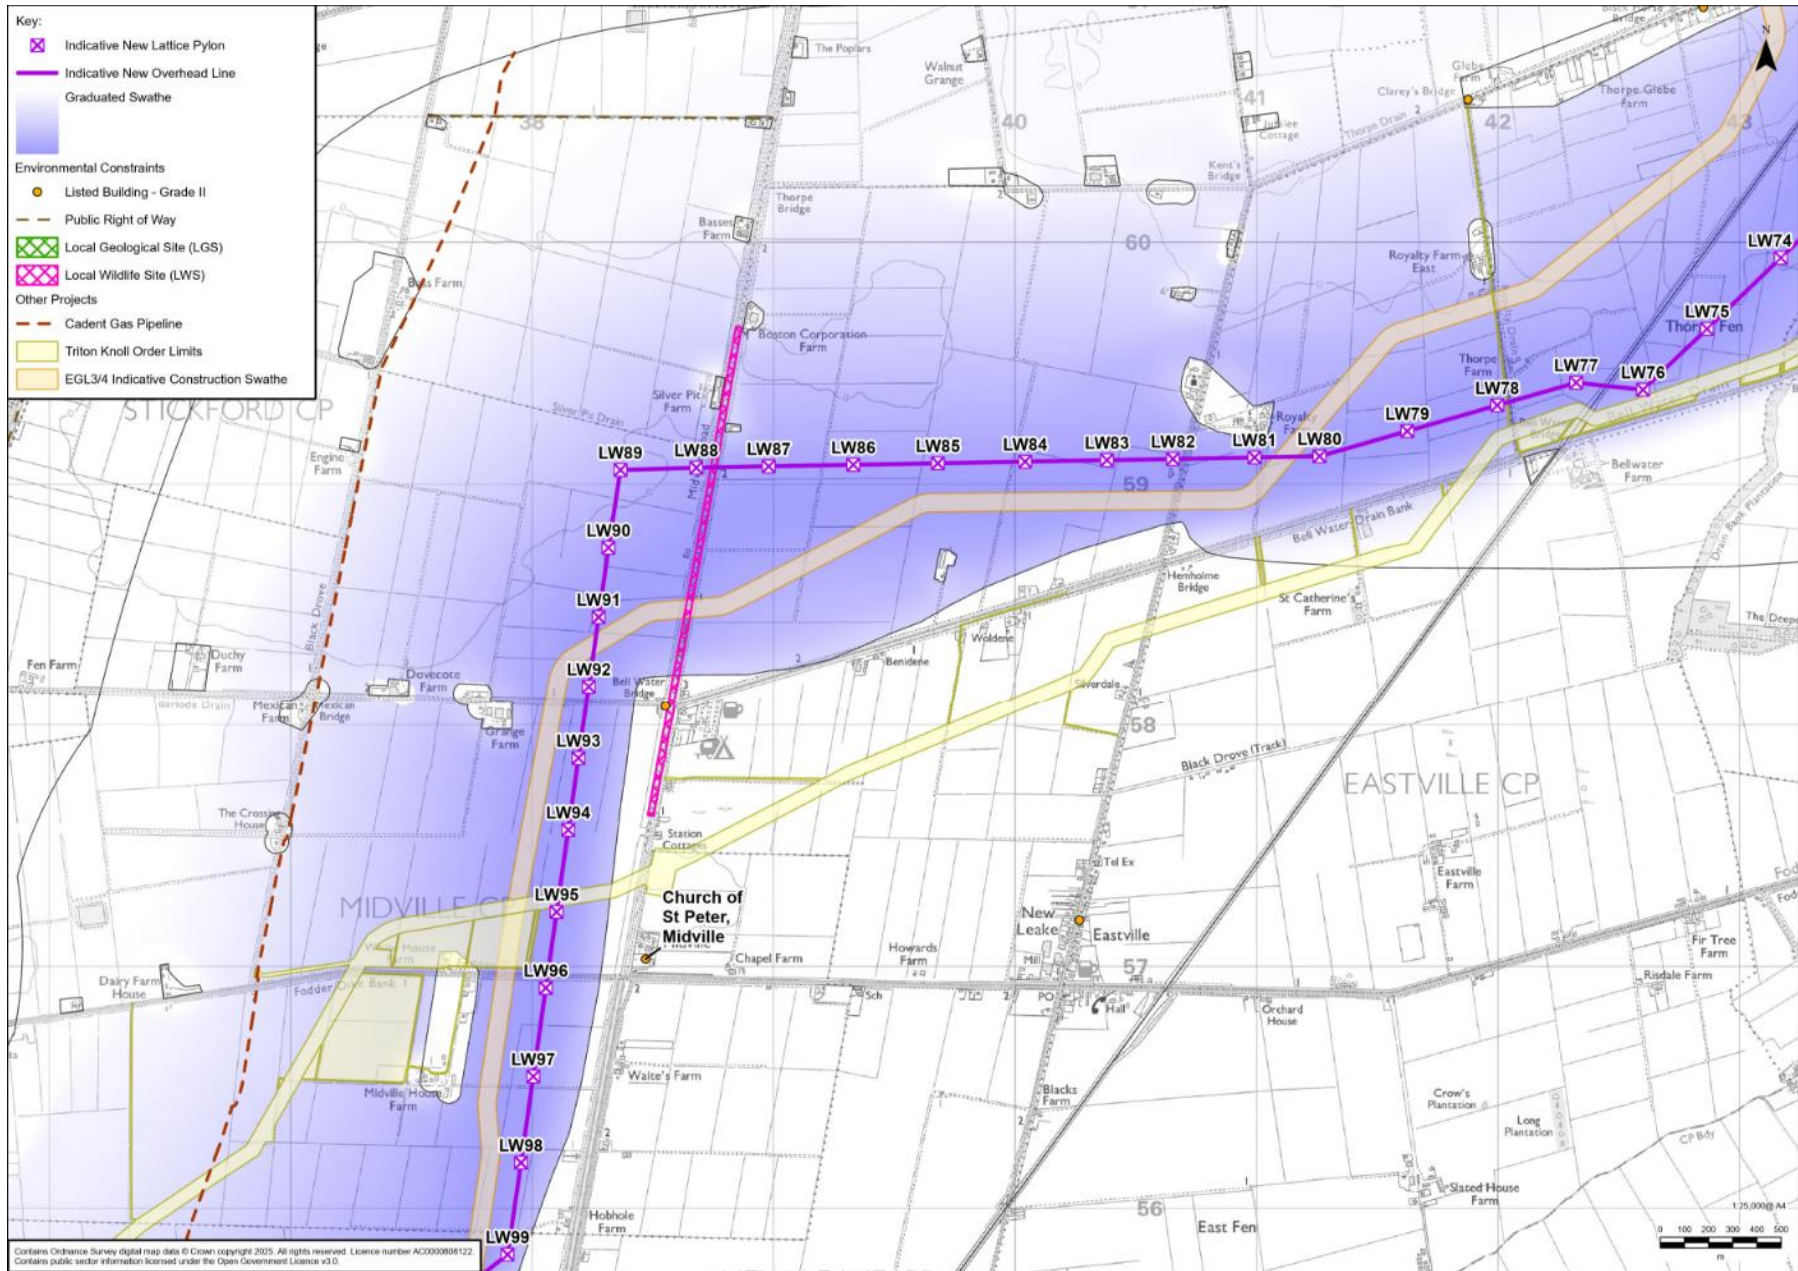 Key:
Indicative New Lattice Pylon
Indicative New Overhead Line
Graduated Swathe
Environmental Constraints
Listed Building - Grade II
Public Right of Way
Local Geological Site (LGS)
Local Wildlife Site (LWS)
Other Projects
Cadent Gas Pipeline
Triton Knoll Order Limits
EGL3/4 Indicative Construction Swathe
Bridge
N
The Poplars
Walnut
Grange
Glebe
Farm
Clarey's Bridge
Thorpe Glebe
Farm
38
40
41
42
43
Jubilee
Cottage
Thorpe Drain
2
Kent's
Bridge
Thorpe
Bridge
Basses
Farm
2
60
Royalty Farm
East
LW74
LW75
Boston Corporation
Farm
Thorpe
Farm
LW77
LW76
LW78
STICKFORD CP
Silver Pit
Farm
Silver Pit Drain
Engine
Farm
LW89
LW88
LW87
LW86
LW85
LW84
LW83
LW82
LW81
LW80
LW79
Bellwater
Farm
59
Drain Bank Plantation
LW90
Bell Water Drain Bank
Hemholme
Bridge
St Catherine's
Farm
LW91
Black Drove
Woldene
Fen Farm
Duchy
Farm
Dovecote
Farm
LW92
Benidene
2
Bell Water
Bridge
Silverdale
Mexican
Farm
Mexican
Bridge
Grange
Farm
58
LW93
Black Drove (Track)
EASTVILLE CP
The Crossing
House
LW94
Station
Cottages
Tel Ex
Eastville
Farm
LW95
MIDVILLE CP
Church of
St Peter,
Midville
New
Leake
Eastville
Howards
Farm
Chapel Farm
Mill
57
Fir Tree
Farm
Dairy Farm
House
Fodder Dike Bank
LW96
Sch
PO
Hall
Orchard
House
Risdale Farm
LW97
Waite's Farm
Midville House
Farm
Blacks
Farm
Crow's
Plantation
Long
Plantation
CP Bdy
LW98
Slated House
Farm
Hobhole
Farm
56
East Fen
LW99
1:25,000@ A4
0 100 200 300 400 500
m
Contains Ordnance Survey digital map data © Crown copyright 2025. All rights reserved. Licence number AC0000808122.
Contains public sector information licensed under the Open Government Licence v3.0.